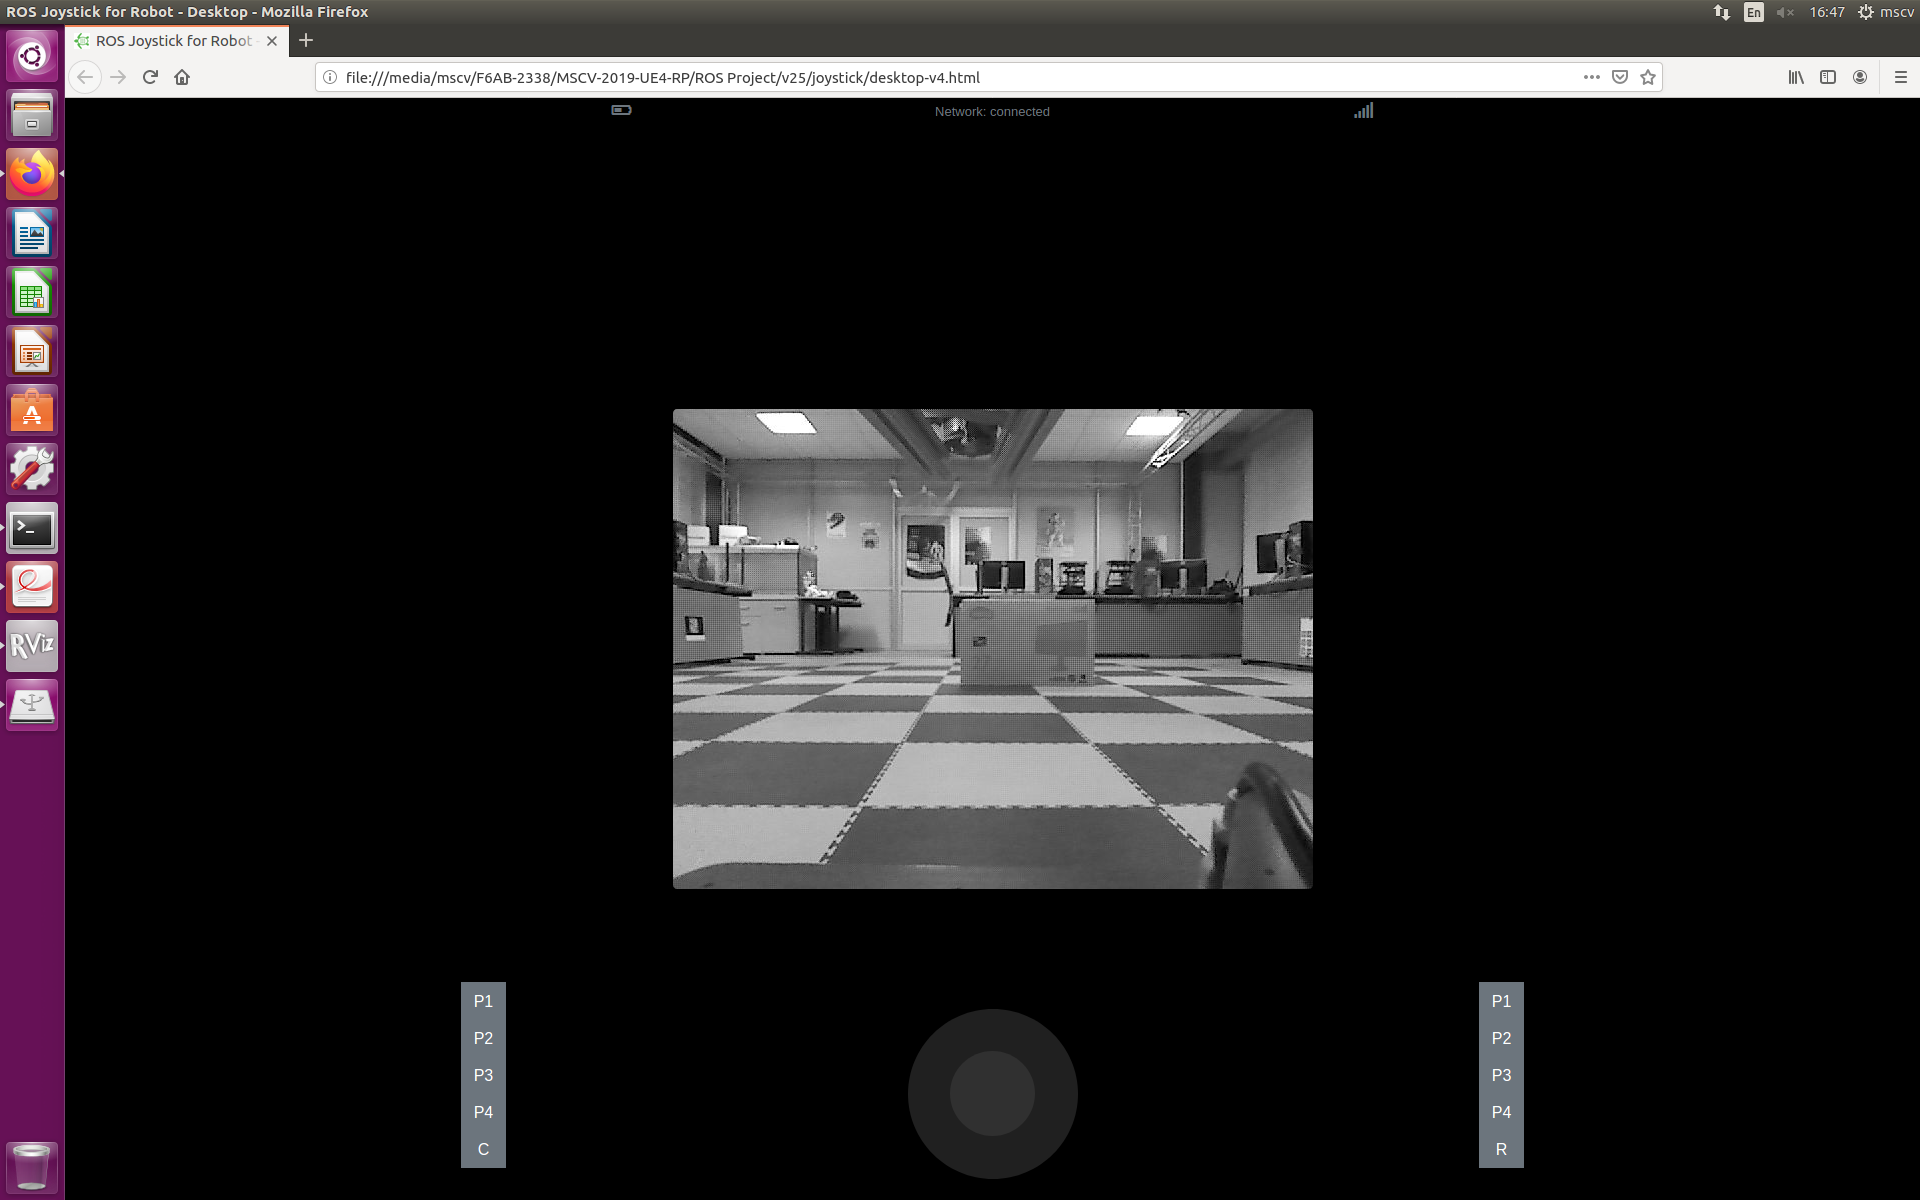 ROS Joystick for Robot - Desktop - Mozilla Firefox
En
16:47
mscv
ROS Joystick for Robot -
file:///media/mscv/F6AB-2338/MSCV-2019-UE4-RP/ROS Project/v25/joystick/desktop-v4.html
Network: connected
RViz
P1
P2
P3
P4
C
P1
P2
P3
P4
R